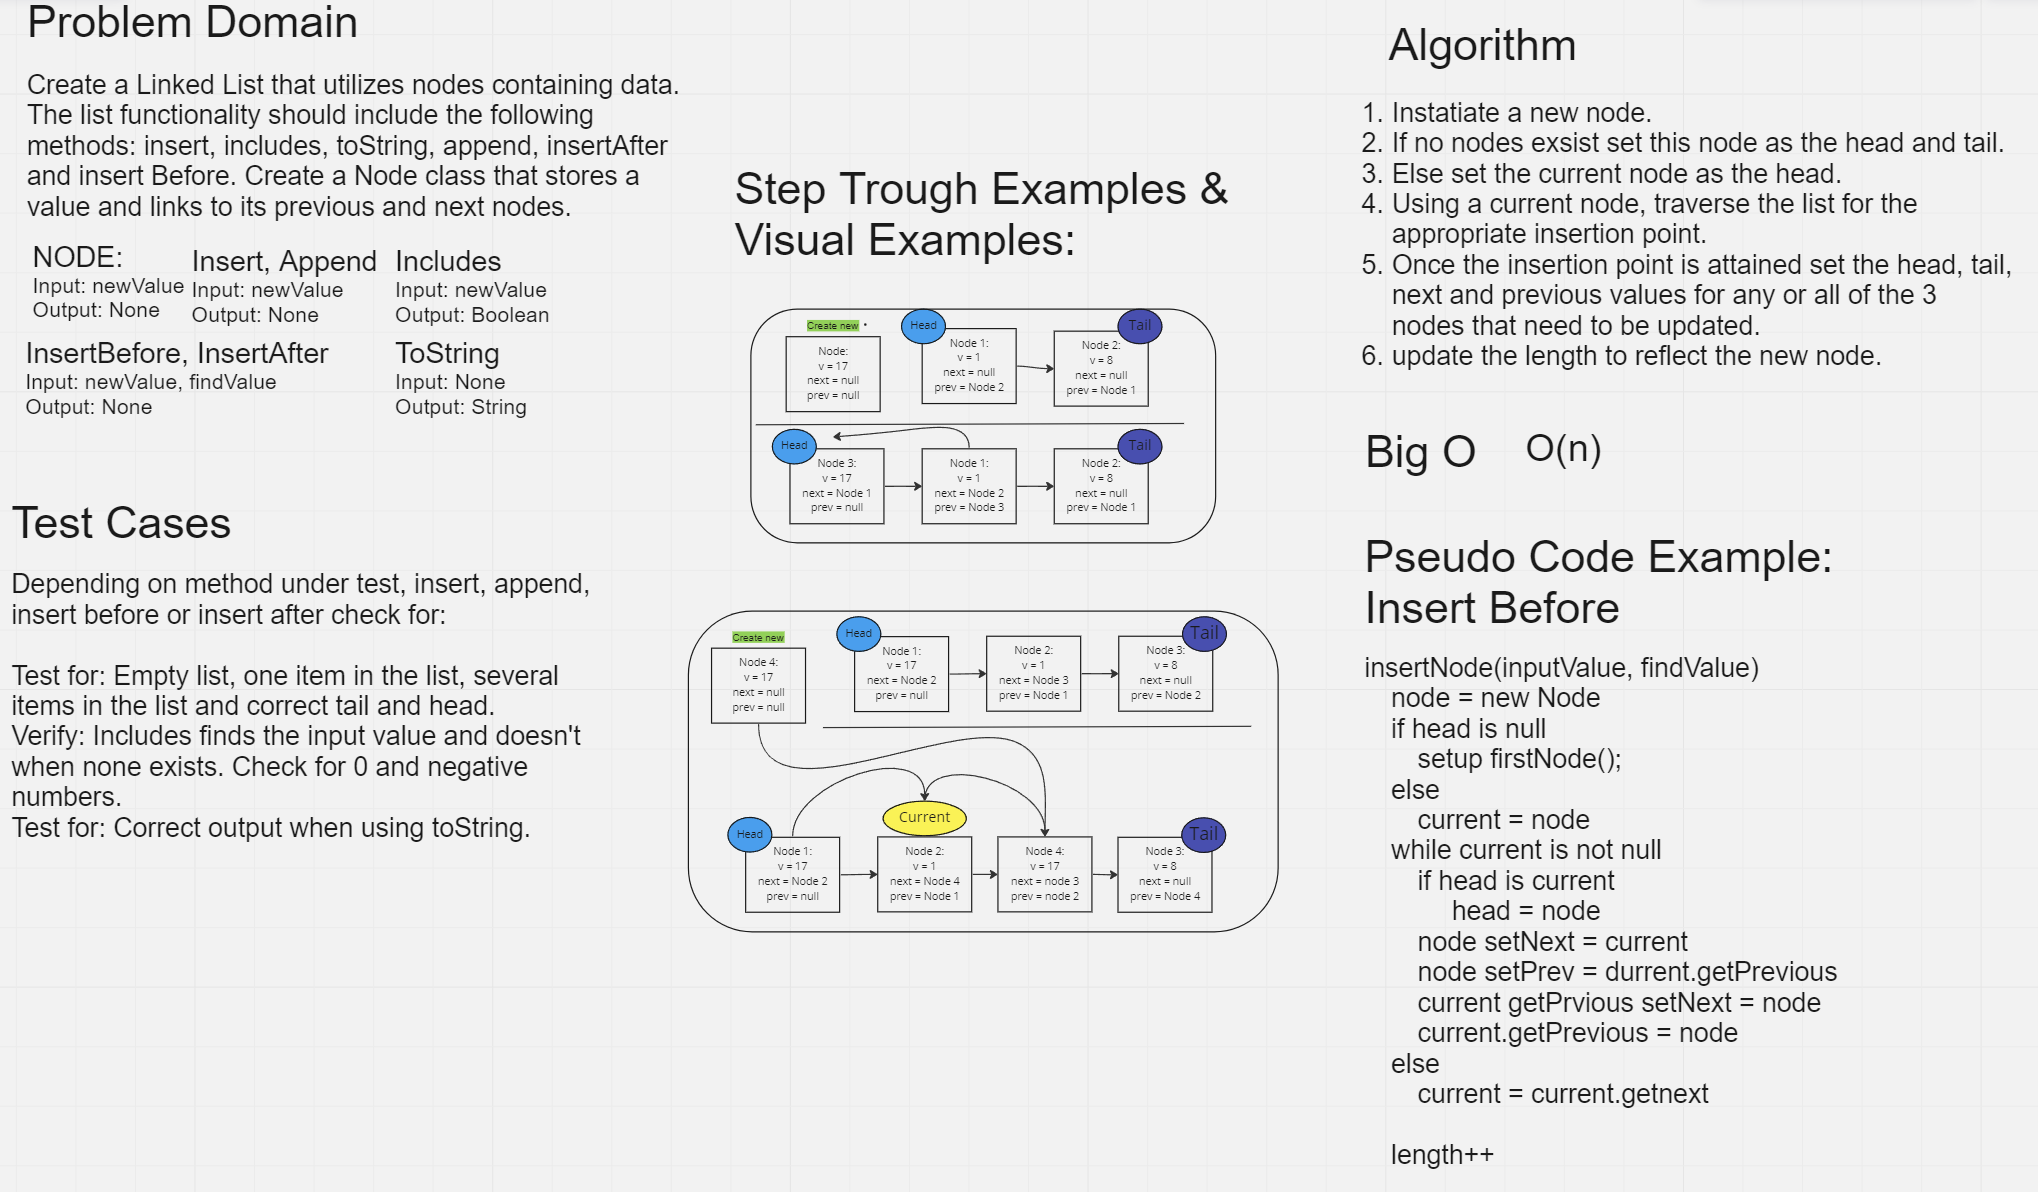 Problem Domain
Create a Linked List that utilizes nodes containing data.
The list functionality should include the following
methods: insert, includes, toString, append, insertAfter
and insert Before. Create a Node class that stores a
value and links to its previous and next nodes.
NODE:
Input: newValue
Output: None
Insert, Append
Input: newValue
Output: None
Includes
Input: newValue
Output: Boolean
InsertBefore, InsertAfter
Input: newValue, findValue
Output: None
ToString
Input: None
Output: String
Test Cases
Depending on method under test, insert, append,
insert before or insert after check for:
Test for: Empty list, one item in the list, several
items in the list and correct tail and head.
Verify: Includes finds the input value and doesn't
when none exists. Check for 0 and negative
numbers.
Test for: Correct output when using toString.
Step Trough Examples &
Visual Examples:
Create new
Node:
v = 17
next = null
prev = null
Head
Node 1:
v = 1
next = null
prev = Node 2
Tail
Node 2:
v = 8
next = null
prev = Node 1
Head
Node 3:
v = 17
next = Node 1
prev = null
Node 1:
v = 1
next = Node 2
prev = Node 3
Tail
Node 2:
v = 8
next = null
prev = Node 1
Create new
Node 4:
v = 17
next = null
prev = null
Head
Node 1:
v = 17
next = Node 2
prev = null
Node 2:
v = 1
next = Node 3
prev = Node 1
Tail
Node 3:
v = 8
next = null
prev = Node 2
Head
Node 1:
v = 17
next = Node 2
prev = null
Current
Node 2:
v = 1
next = Node 4
prev = Node 1
Node 4:
v = 17
next = node 3
prev = node 2
Tail
Node 3:
v = 8
next = null
prev = Node 4
Algorithm
1. Instatiate a new node.
2. If no nodes exsist set this node as the head and tail.
3. Else set the current node as the head.
4. Using a current node, traverse the list for the
appropriate insertion point.
5. Once the insertion point is attained set the head, tail,
next and previous values for any or all of the 3
nodes that need to be updated.
6. update the length to reflect the new node.
Big O
O(n)
Pseudo Code Example:
Insert Before
insertNode(inputValue, findValue)
node = new Node
if head is null
setup firstNode();
else
current = node
while current is not null
if head is current
head = node
node setNext = current
node setPrev = durrent.getPrevious
current getPrvious setNext = node
current.getPrevious = node
else
current = current.getnext
length++